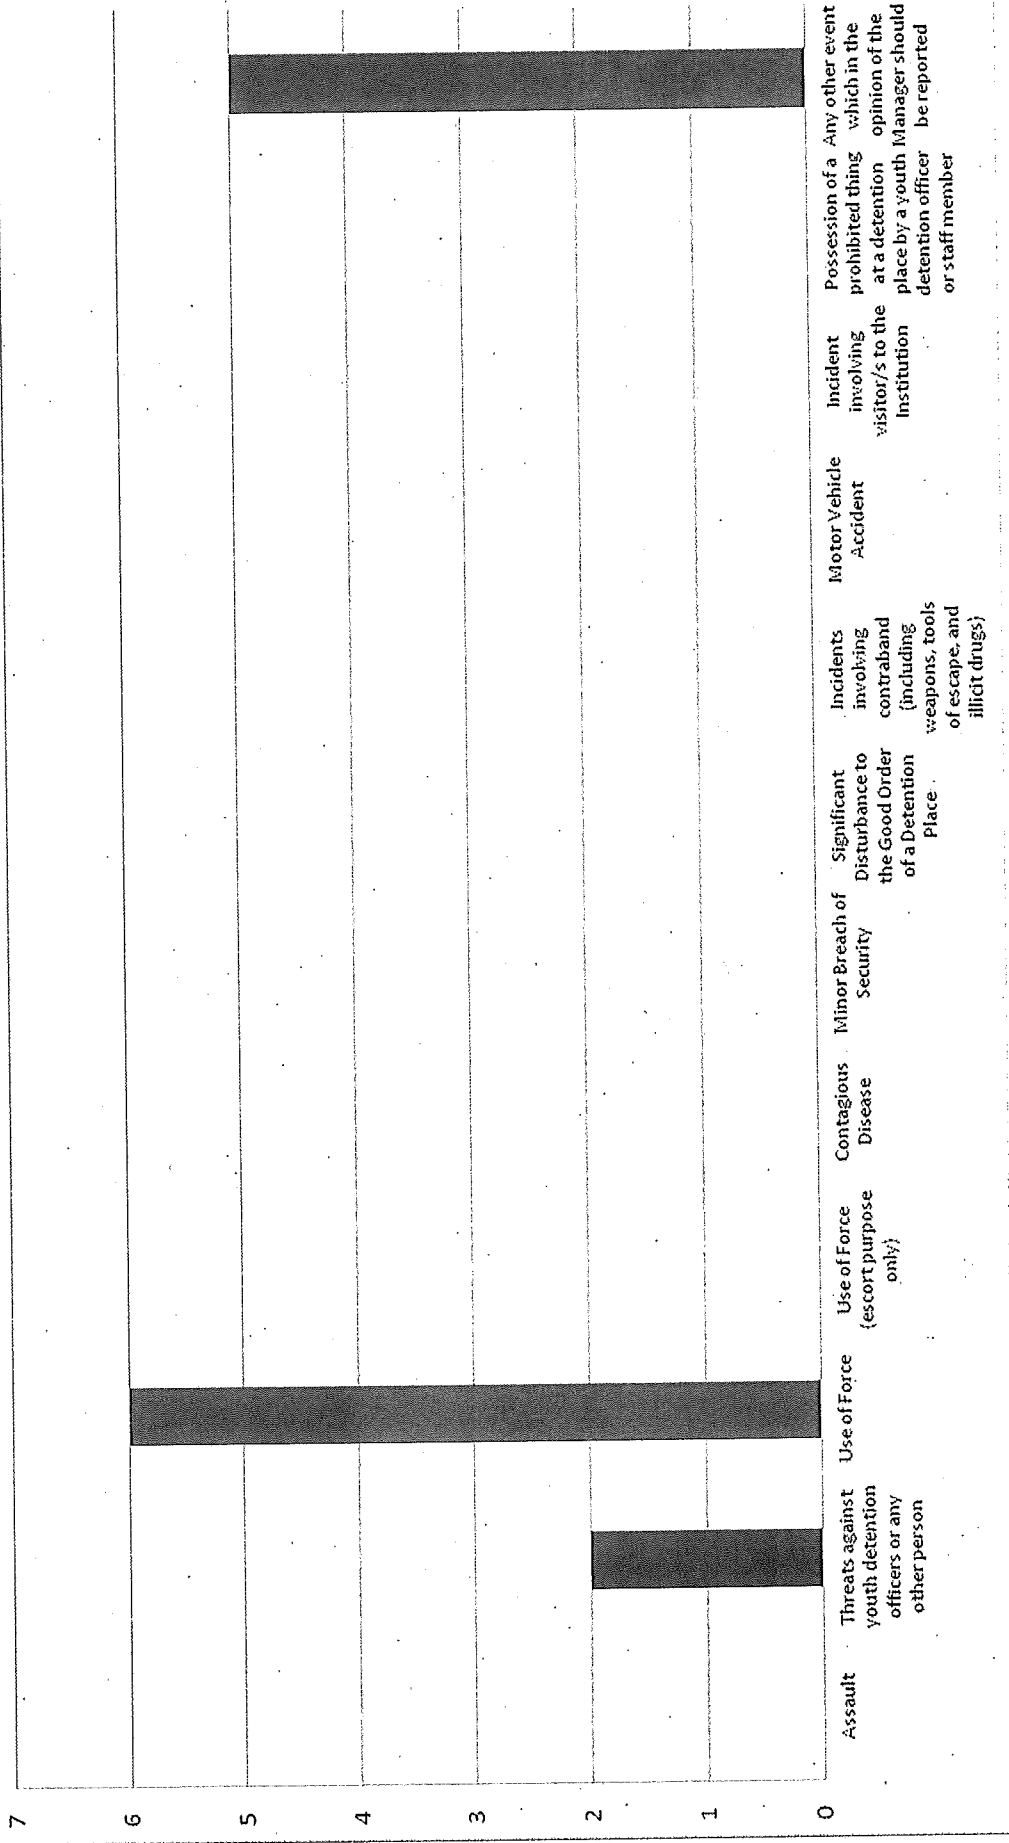 7
6
5
4
3
2
1
0
Assault
Threats against
youth detention
officers or any
other person
Use of Force
Use of Force
(escort purpose
only)
Contagious
Disease
Minor Breach of
Security
Significant
Disturbance to
the Good Order
of a Detention
Place
Incidents
involving
contraband
(including
weapons, tools
of escape, and
illicit drugs)
Motor Vehicle
Accident
Incident
involving
visitor/s to the
Institution
Possession of a
prohibited thing
at a detention
place by a youth
detention officer
or staff member
Any other event
which in the
opinion of the
Manager should
be reported